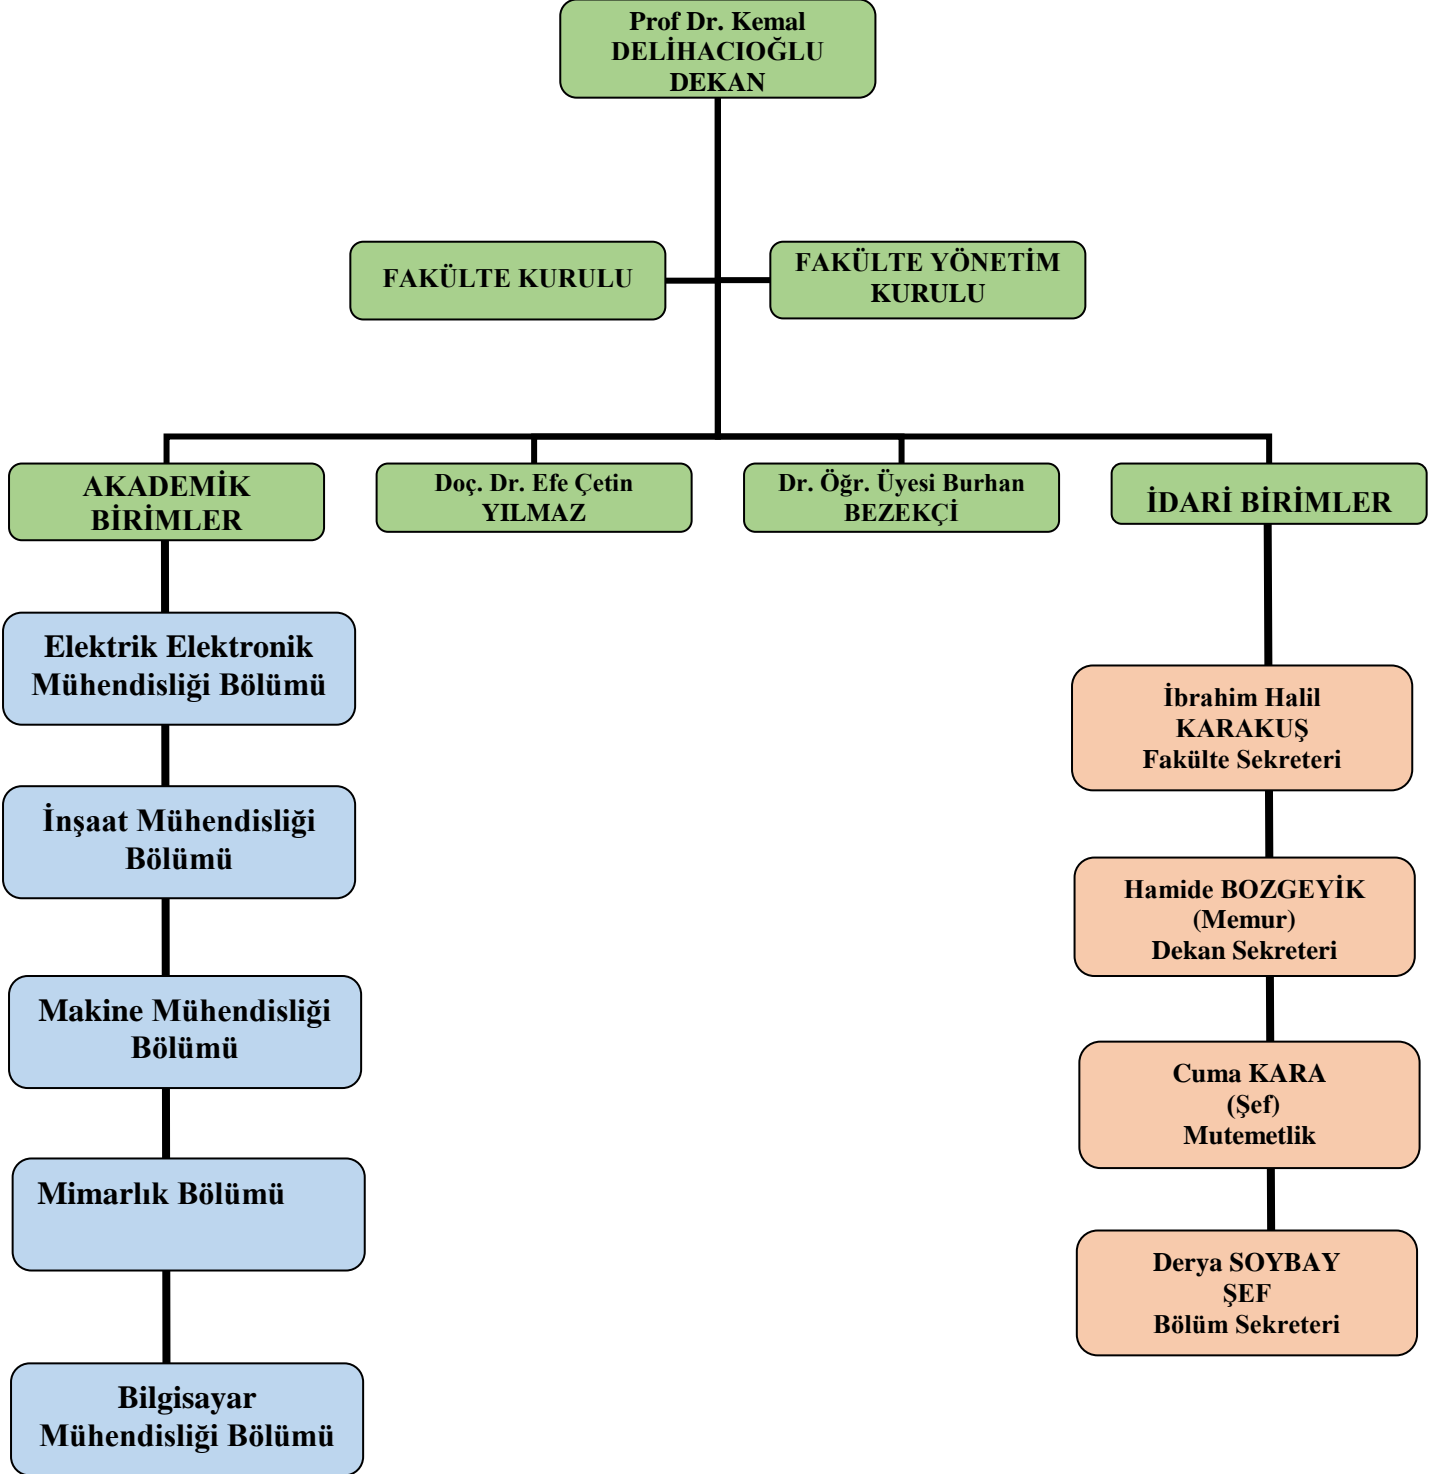 Prof Dr. Kemal
DELİHACIOĞLU
DEKAN
FAKÜLTE KURULU
FAKÜLTE YÖNETİM
KURULU
AKADEMİK
BİRİMLER
Doç. Dr. Efe Çetin
YILMAZ
Dr. Öğr. Üyesi Burhan
BEZEKÇİ
İDARİ BİRİMLER
Elektrik Elektronik
Mühendisliği Bölümü
İnşaat Mühendisliği
Bölümü
Makine Mühendisliği
Bölümü
Mimarlık Bölümü
Bilgisayar
Mühendisliği Bölümü
İbrahim Halil
KARAKUŞ
Fakülte Sekreteri
Hamide BOZGEYİK
(Memur)
Dekan Sekreteri
Cuma KARA
(Şef)
Mutemetlik
Derya SOYBAY
ŞEF
Bölüm Sekreteri